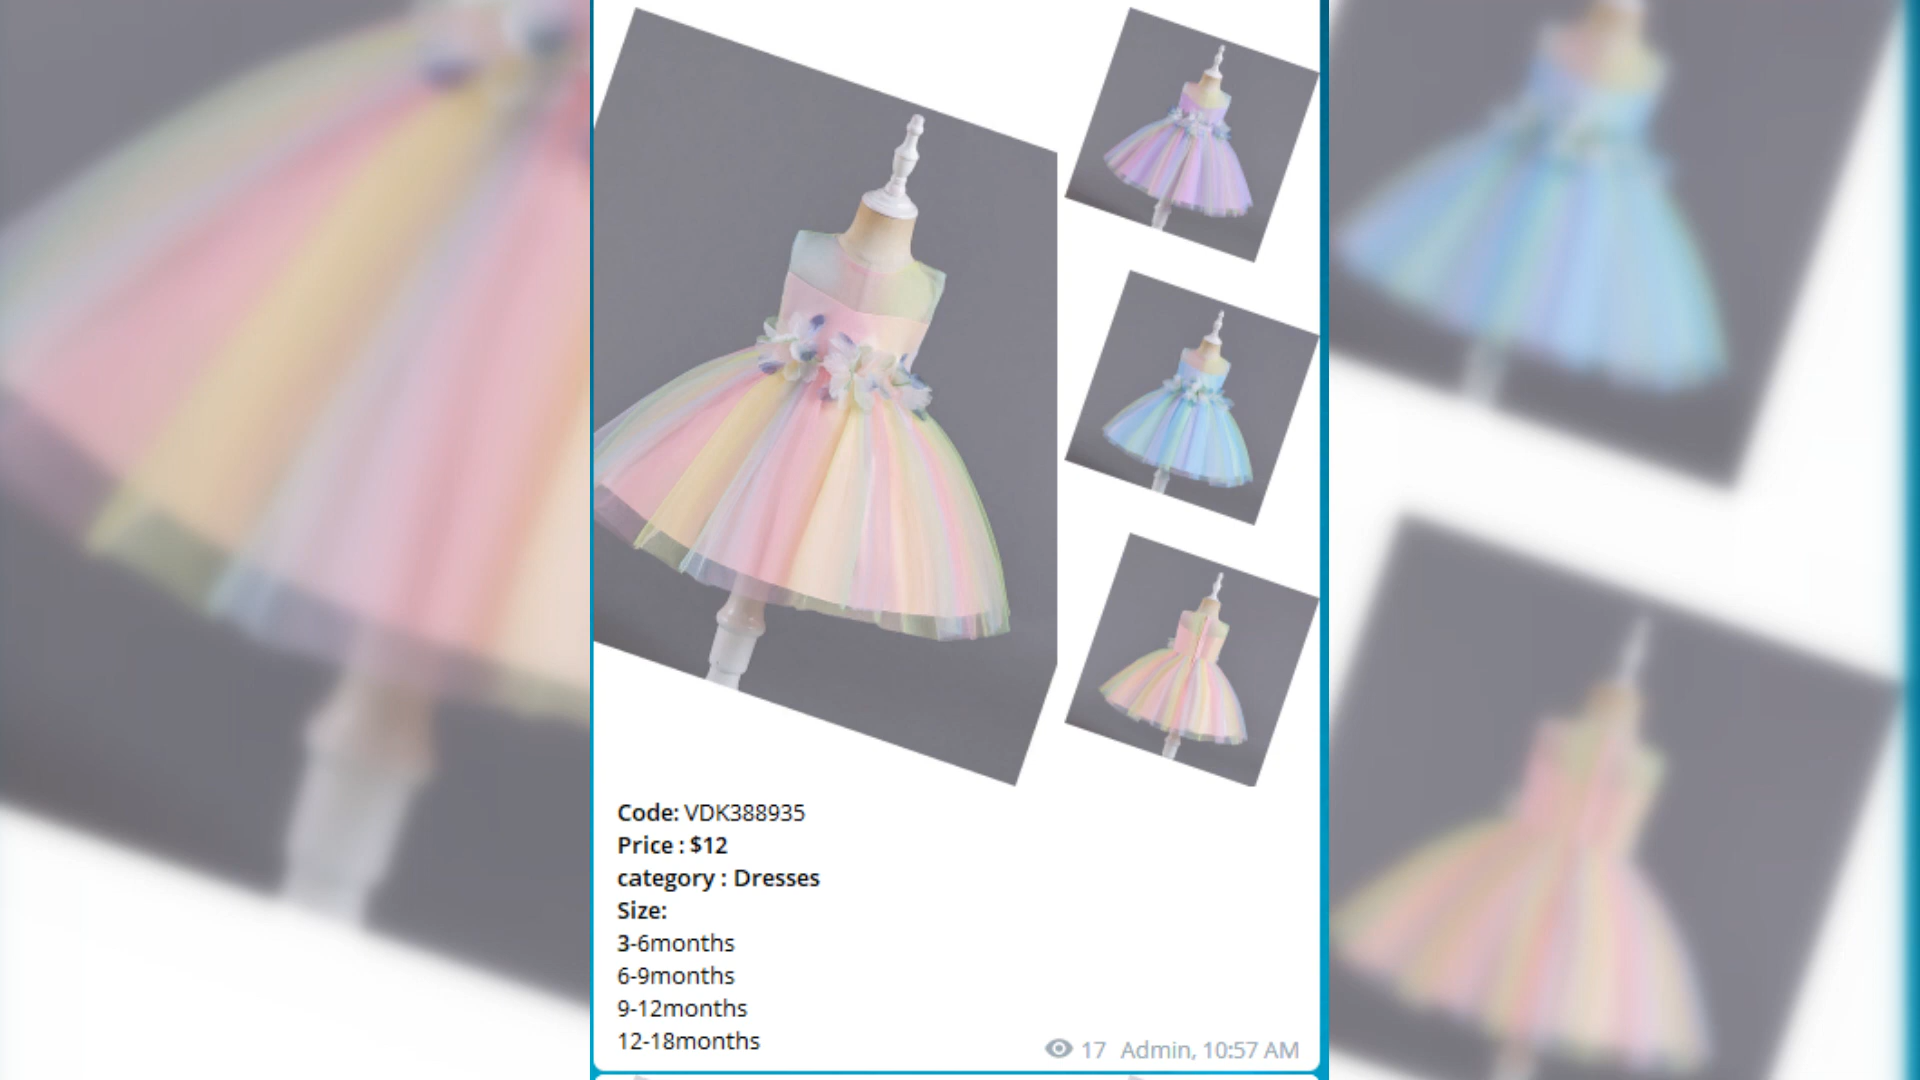 Code: VDK388935
Price : $12
category : Dresses
Size:
3-6months
6-9months
9-12months
12-18months
17 Admin, 10:57 AM